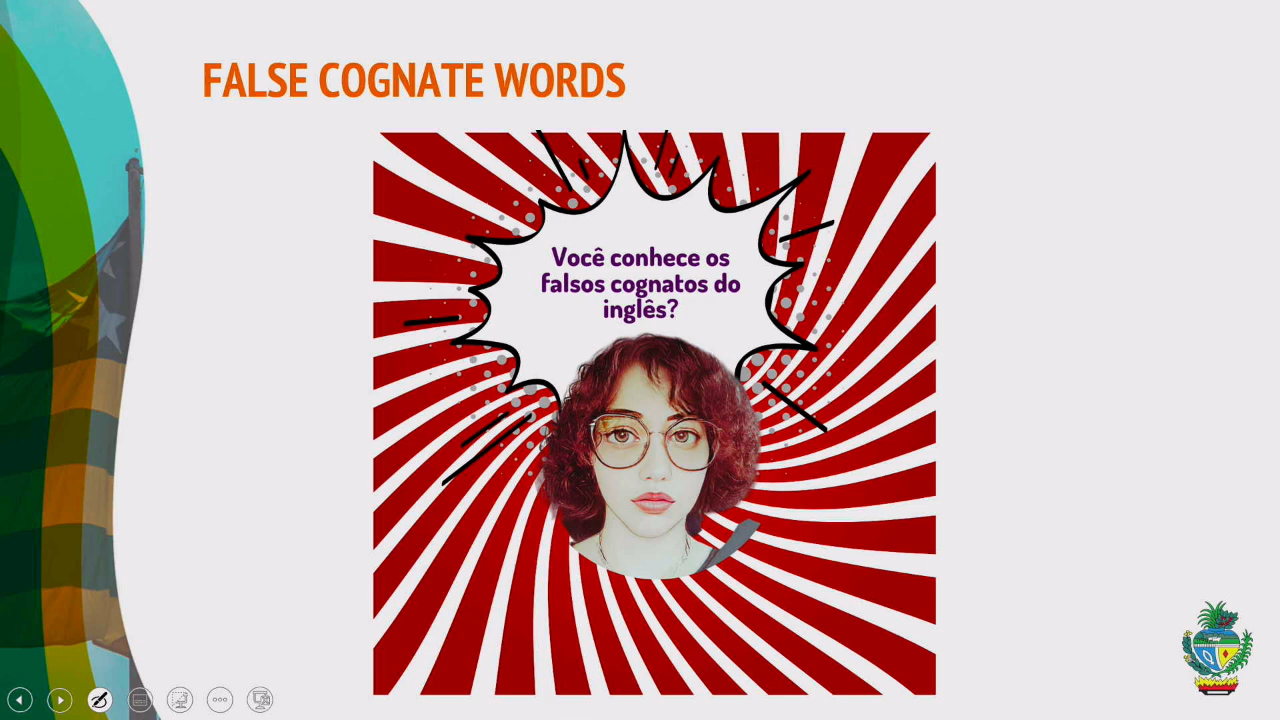 FALSE COGNATE WORDS
Você conhece os
falsos cognatos do
inglês?